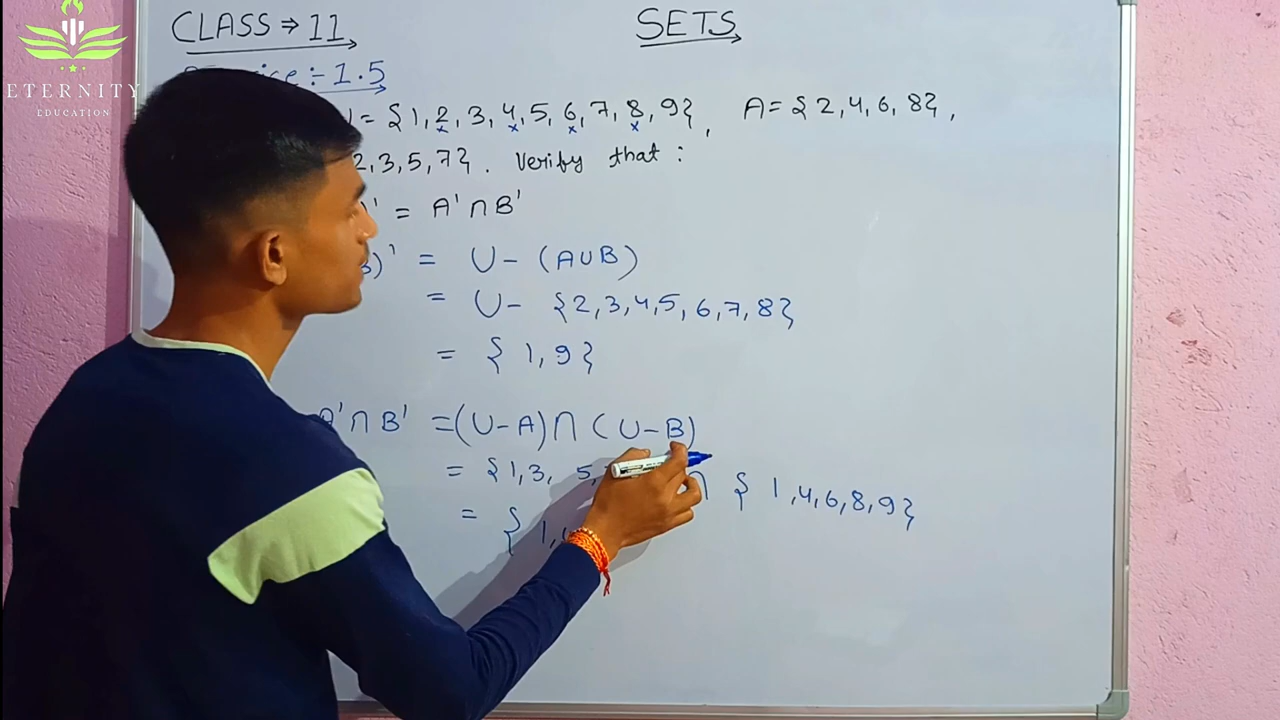 CLASS ⇒ 11 SETS
ETERNITY
EDUCATION
÷ 1.5
= {1, 2, 3, 4, 5, 6, 7, 8, 9}, A = {2, 4, 6, 8},
2, 3, 5, 7}. Verify that :
' = A' ∩ B'
)' = U - (A∪B)
= U - {2, 3, 4, 5, 6, 7, 8}
= {1, 9}
A' ∩ B' = (U - A) ∩ (U - B)
= {1, 3, 5, ∩ {1, 4, 6, 8, 9}
= { 1,